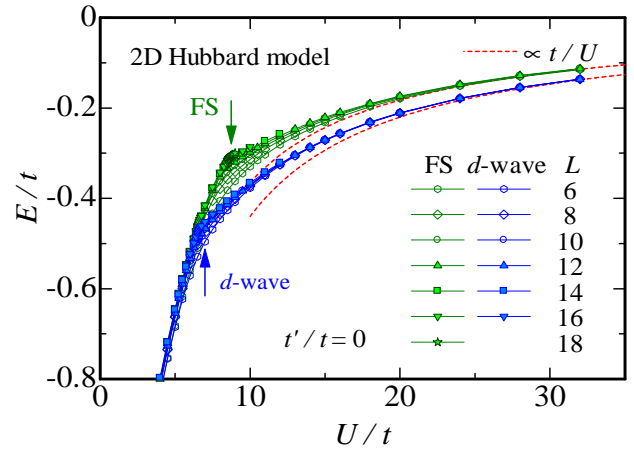 0
2D Hubbard model
∝ t / U
FS
-0.2
FS d-wave L
6
-0.4
8
10
12
-0.6
d-wave
14
16
t'/t = 0
18
-0.8
0 10 20 30
U / t
E / t